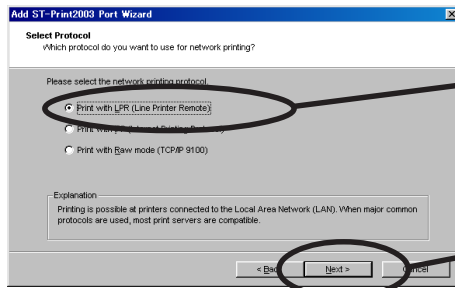 Add ST-Print2003 Port Wizard
Select Protocol
Which protocol do you want to use for network printing?
Please select the network printing protocol.
Print with LPR (Line Printer Remote)
Print with
Print with Raw mode (TCP/IP 9100)
Explanation
Printing is possible at printers connected to the Local Area Network (LAN). When major common
protocols are used, most print servers are compatible.
< Back
Next >
Cancel